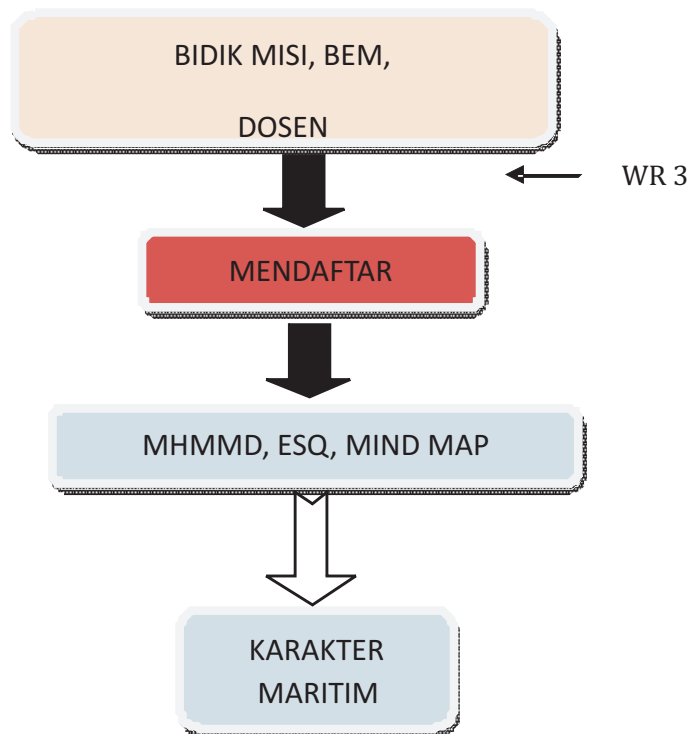 BIDIK MISI, BEM,
DOSEN
WR 3
MENDAFTAR
MHMMD, ESQ, MIND MAP
KARAKTER
MARITIM